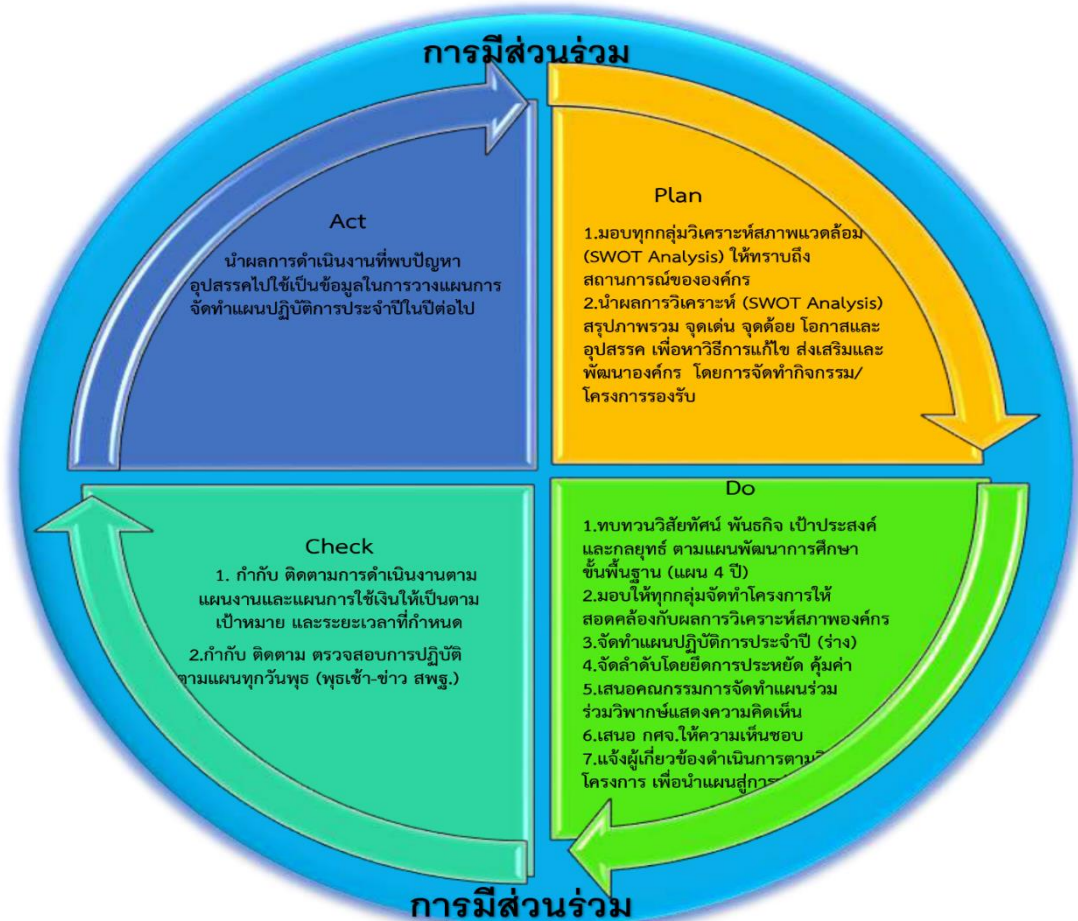 การมีส่วนร่วม
Act
นำผลการดำเนินงานที่พบปัญหา
อุปสรรคไปใช้เป็นข้อมูลในการวางแผนการ
จัดทำแผนปฏิบัติการประจำปีในปีต่อไป
Plan
1.มอบทุกกลุ่มวิเคราะห์สภาพแวดล้อม
(SWOT Analysis) ให้ทราบถึง
สถานการณ์ขององค์กร
2.นำผลการวิเคราะห์ (SWOT Analysis)
สรุปภาพรวม จุดเด่น จุดด้อย โอกาสและ
อุปสรรค เพื่อหาวิธีการแก้ไข ส่งเสริมและ
พัฒนาองค์กร โดยการจัดทำกิจกรรม/
โครงการรองรับ
Check
1. กำกับ ติดตามการดำเนินงานตาม
แผนงานและแผนการใช้เงินให้เป็นตาม
เป้าหมาย และระยะเวลาที่กำหนด
2.กำกับ ติดตาม ตรวจสอบการปฏิบัติ
ตามแผนทุกวันพุธ (พุธเช้า-ข่าว สพฐ.)
Do
1.ทบทวนวิสัยทัศน์ พันธกิจ เป้าประสงค์
และกลยุทธ์ ตามแผนพัฒนาการศึกษา
ขั้นพื้นฐาน (แผน 4 ปี)
2.มอบให้ทุกกลุ่มจัดทำโครงการให้
สอดคล้องกับผลการวิเคราะห์สภาพองค์กร
3.จัดทำแผนปฏิบัติการประจำปี (ร่าง)
4.จัดลำดับโดยยึดการประหยัด คุ้มค่า
5.เสนอคณกรรมการจัดทำแผนร่วม
ร่วมวิพากษ์แสดงความคิดเห็น
6.เสนอ กศจ.ให้ความเห็นชอบ
7.แจ้งผู้เกี่ยวข้องดำเนินการตาม
โครงการ เพื่อนำแผนสู่การ
การมีส่วนร่วม